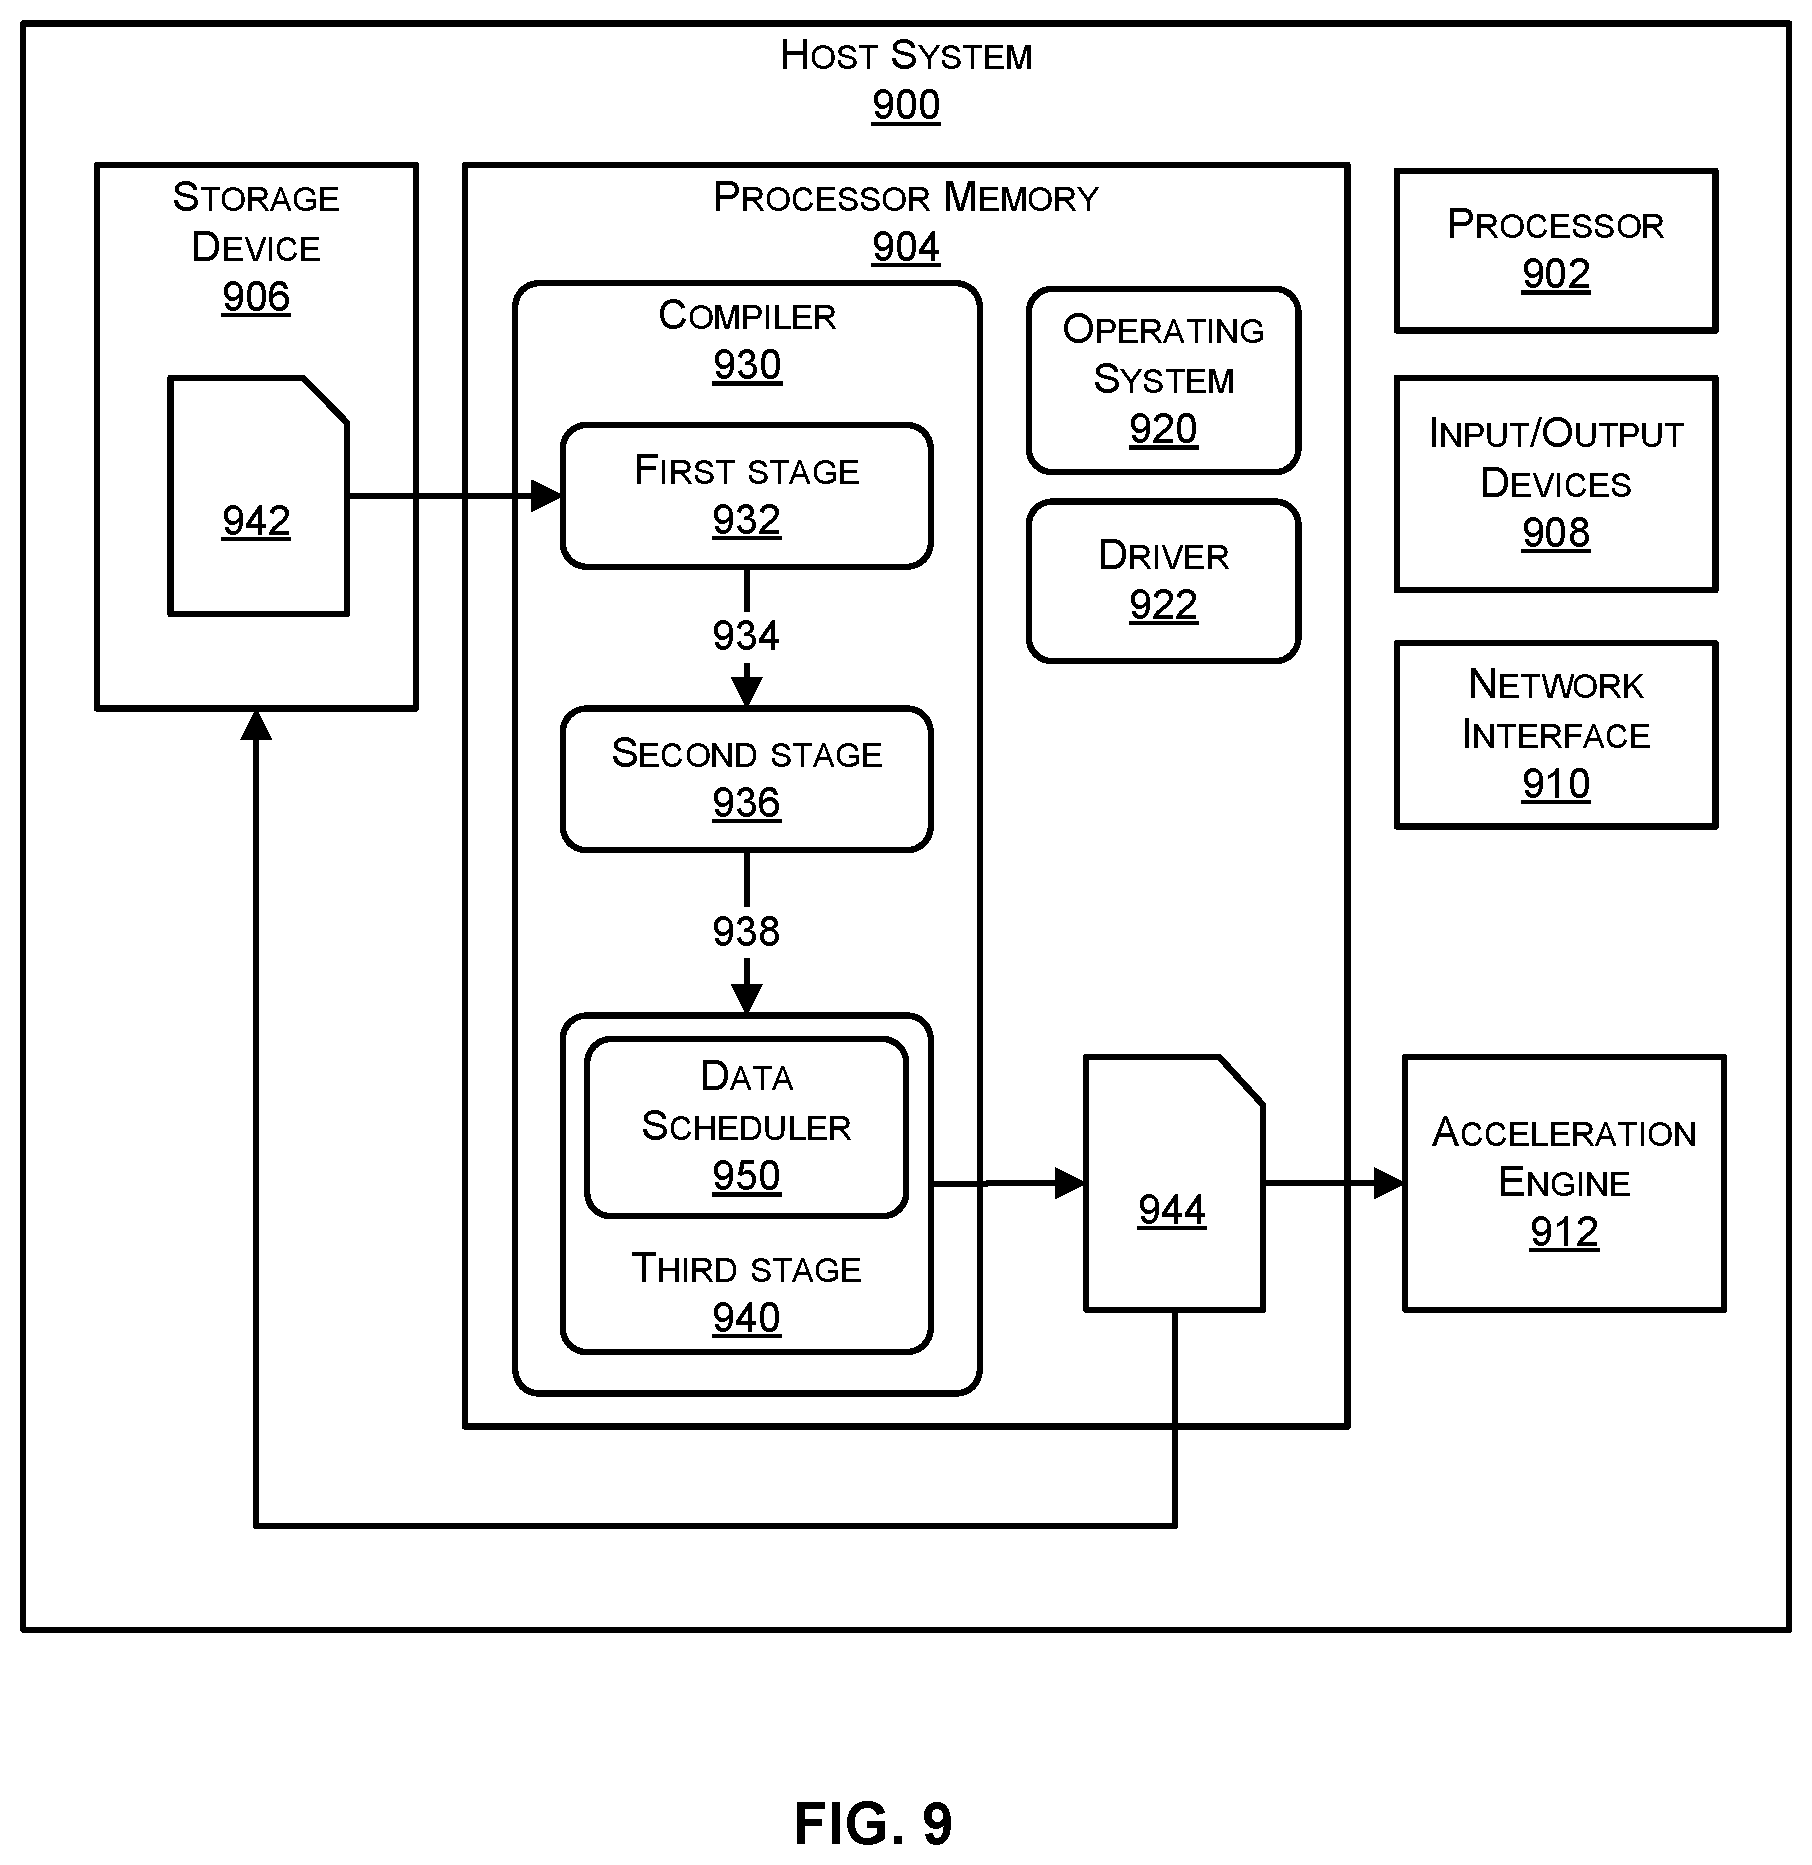 HOST SYSTEM
900
STORAGE
DEVICE
906
942
PROCESSOR MEMORY
904
COMPILER
930
FIRST STAGE
932
934
SECOND STAGE
936
938
DATA
SCHEDULER
950
THIRD STAGE
940
OPERATING
SYSTEM
920
DRIVER
922
944
PROCESSOR
902
INPUT/OUTPUT
DEVICES
908
NETWORK
INTERFACE
910
ACCELERATION
ENGINE
912
FIG. 9